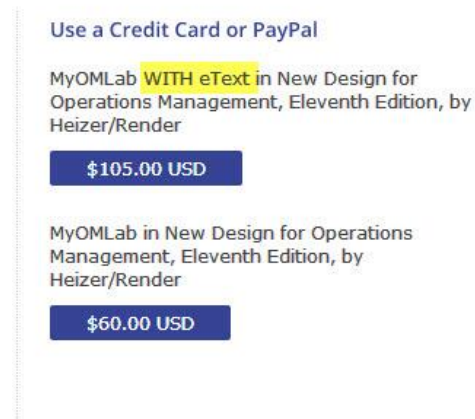 Use a Credit Card or PayPal
MyOMLab WITH eText in New Design for
Operations Management, Eleventh Edition, by
Heizer/Render
$105.00 USD
MyOMLab in New Design for Operations
Management, Eleventh Edition, by
Heizer/Render
$60.00 USD